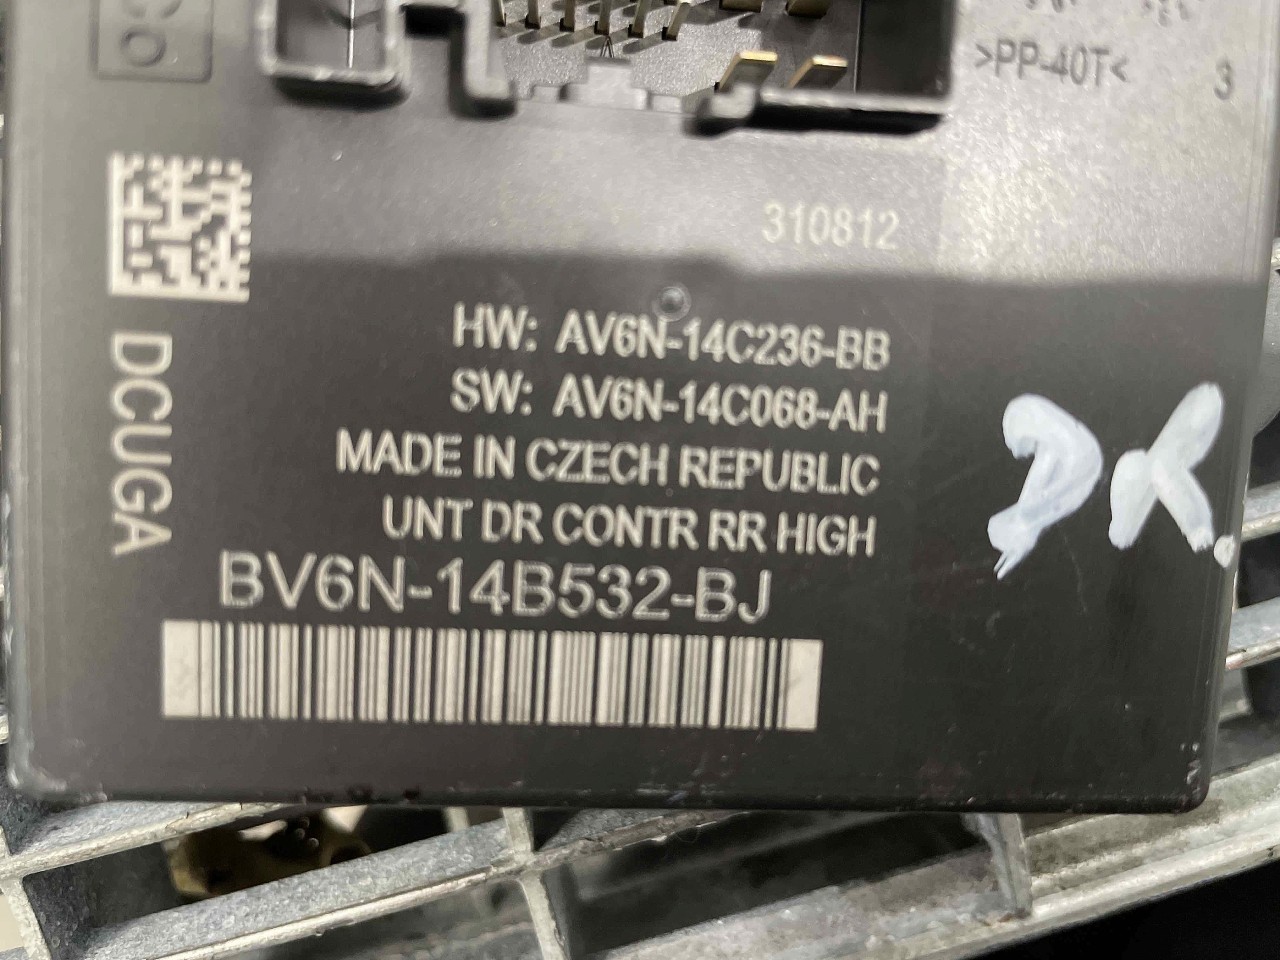 >PP-40T<
3
310812
HW: AV6N-14C236-BB
SW: AV6N-14C068-AH
MADE IN CZECH REPUBLIC
UNT DR CONTR RR HIGH
BV6N-14B532-BJ
DCUGA
DK.